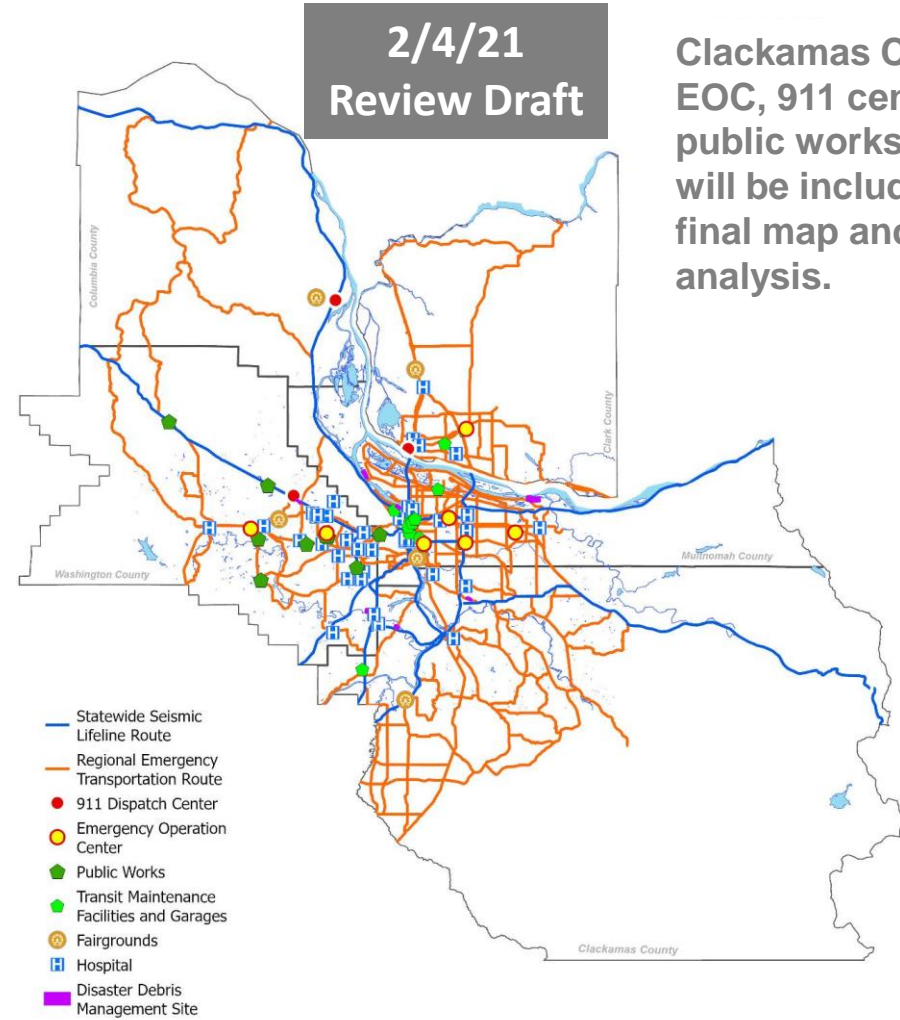 2/4/21
Review Draft
Clackamas C
EOC, 911 cen
public works
will be includ
final map and
analysis.
Columbia County
Clark County
Multnomah County
Washington County
Statewide Seismic
Lifeline Route
Regional Emergency
Transportation Route
911 Dispatch Center
Emergency Operation
Center
Public Works
Transit Maintenance
Facilities and Garages
Fairgrounds
H Hospital
Disaster Debris
Management Site
Clackamas County